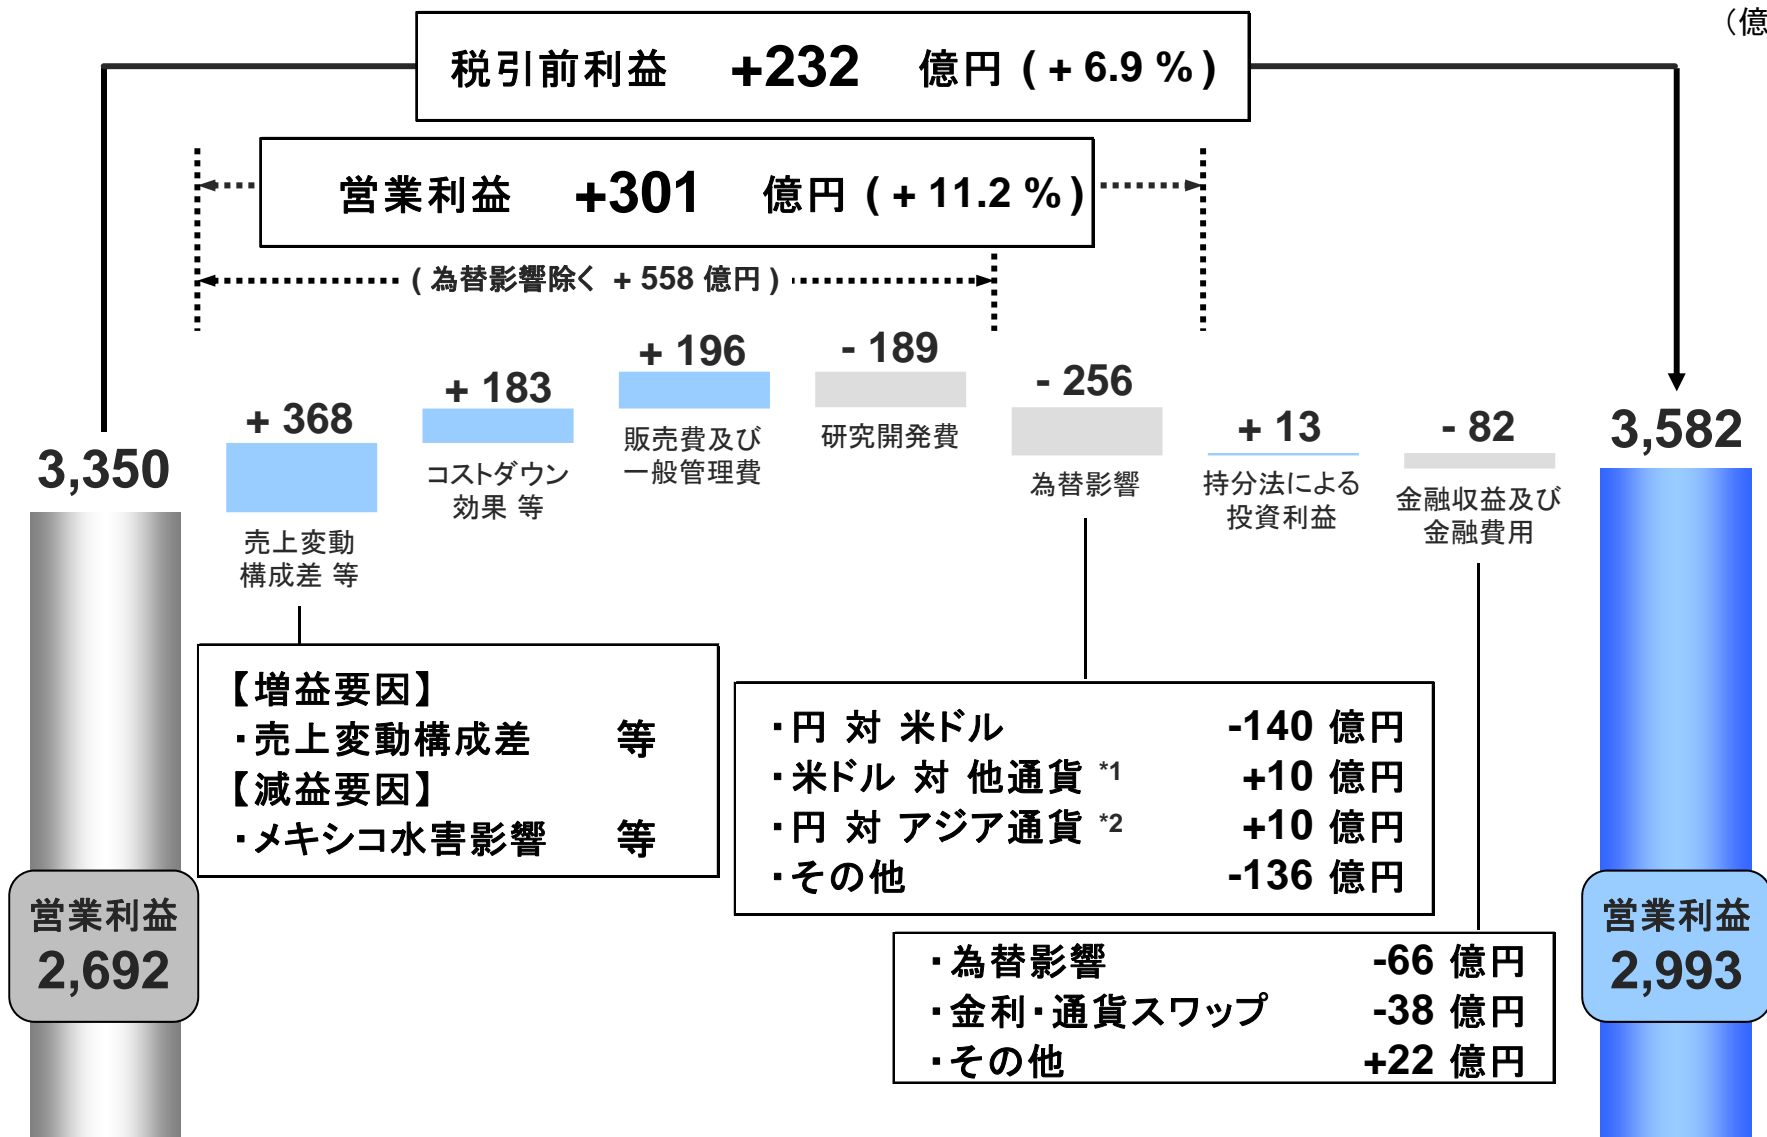 （億
税引前利益 +232 億円 ( + 6.9 % )
営業利益 +301 億円 ( + 11.2 % )
( 為替影響除く + 558 億円 )
3,350
+ 368
売上変動
構成差 等
+ 183
コストダウン
効果 等
+ 196
販売費及び
一般管理費
- 189
研究開発費
- 256
為替影響
+ 13
持分法による
投資利益
- 82
金融収益及び
金融費用
3,582
【増益要因】
・売上変動構成差 等
【減益要因】
・メキシコ水害影響 等
・円 対 米ドル -140 億円
・米ドル 対 他通貨 *1 +10 億円
・円 対 アジア通貨 *2 +10 億円
・その他 -136 億円
・為替影響 -66 億円
・金利・通貨スワップ -38 億円
・その他 +22 億円
営業利益
2,692
営業利益
2,993